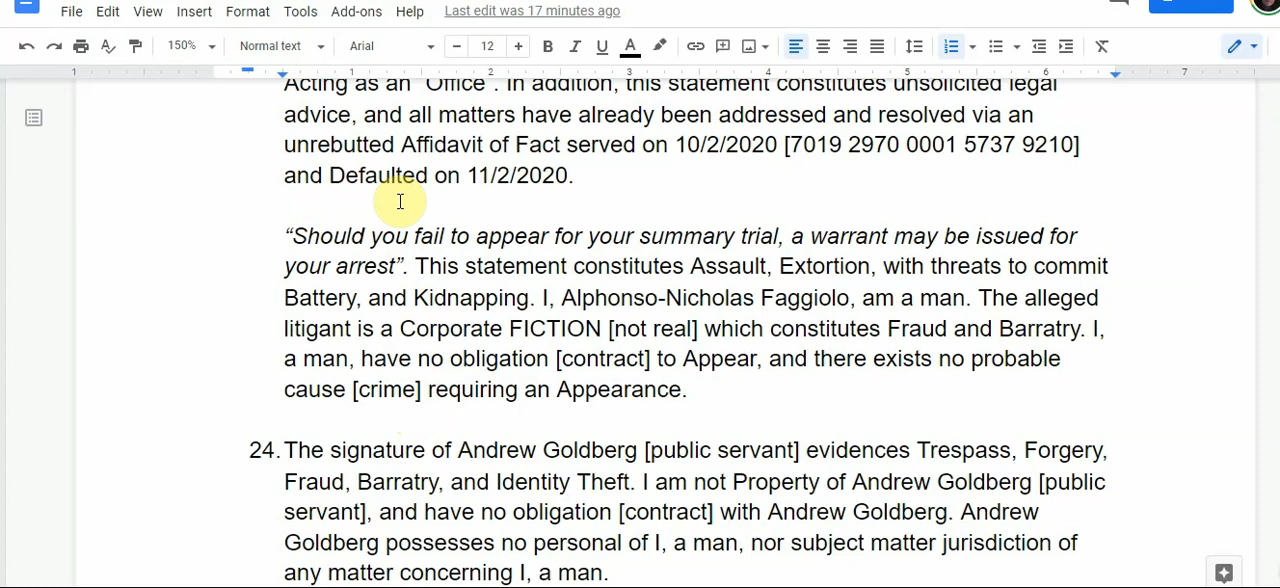 File Edit View Insert Format Tools Add-ons Help Last edit was 17 minutes ago
150% Normal text Arial 12 B I U A
1 1 2 3 4 5 6 7
Acting as an "Office". In addition, this statement constitutes unsolicited legal
advice, and all matters have already been addressed and resolved via an
unrebutted Affidavit of Fact served on 10/2/2020 [7019 2970 0001 5737 9210]
and Defaulted on 11/2/2020.
“Should you fail to appear for your summary trial, a warrant may be issued for
your arrest”. This statement constitutes Assault, Extortion, with threats to commit
Battery, and Kidnapping. I, Alphonso-Nicholas Faggiolo, am a man. The alleged
litigant is a Corporate FICTION [not real] which constitutes Fraud and Barratry. I,
a man, have no obligation [contract] to Appear, and there exists no probable
cause [crime] requiring an Appearance.
24. The signature of Andrew Goldberg [public servant] evidences Trespass, Forgery,
Fraud, Barratry, and Identity Theft. I am not Property of Andrew Goldberg [public
servant], and have no obligation [contract] with Andrew Goldberg. Andrew
Goldberg possesses no personal of I, a man, nor subject matter jurisdiction of
any matter concerning I, a man.